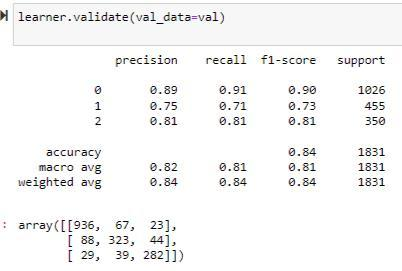 learner.validate(val_data=val)
precision recall f1-score support
0 0.89 0.91 0.90 1026
1 0.75 0.71 0.73 455
2 0.81 0.81 0.81 350
accuracy 0.84 1831
macro avg 0.82 0.81 0.81 1831
weighted avg 0.84 0.84 0.84 1831
: array([[936, 67, 23],
[ 88, 323, 44],
[ 29, 39, 282]])